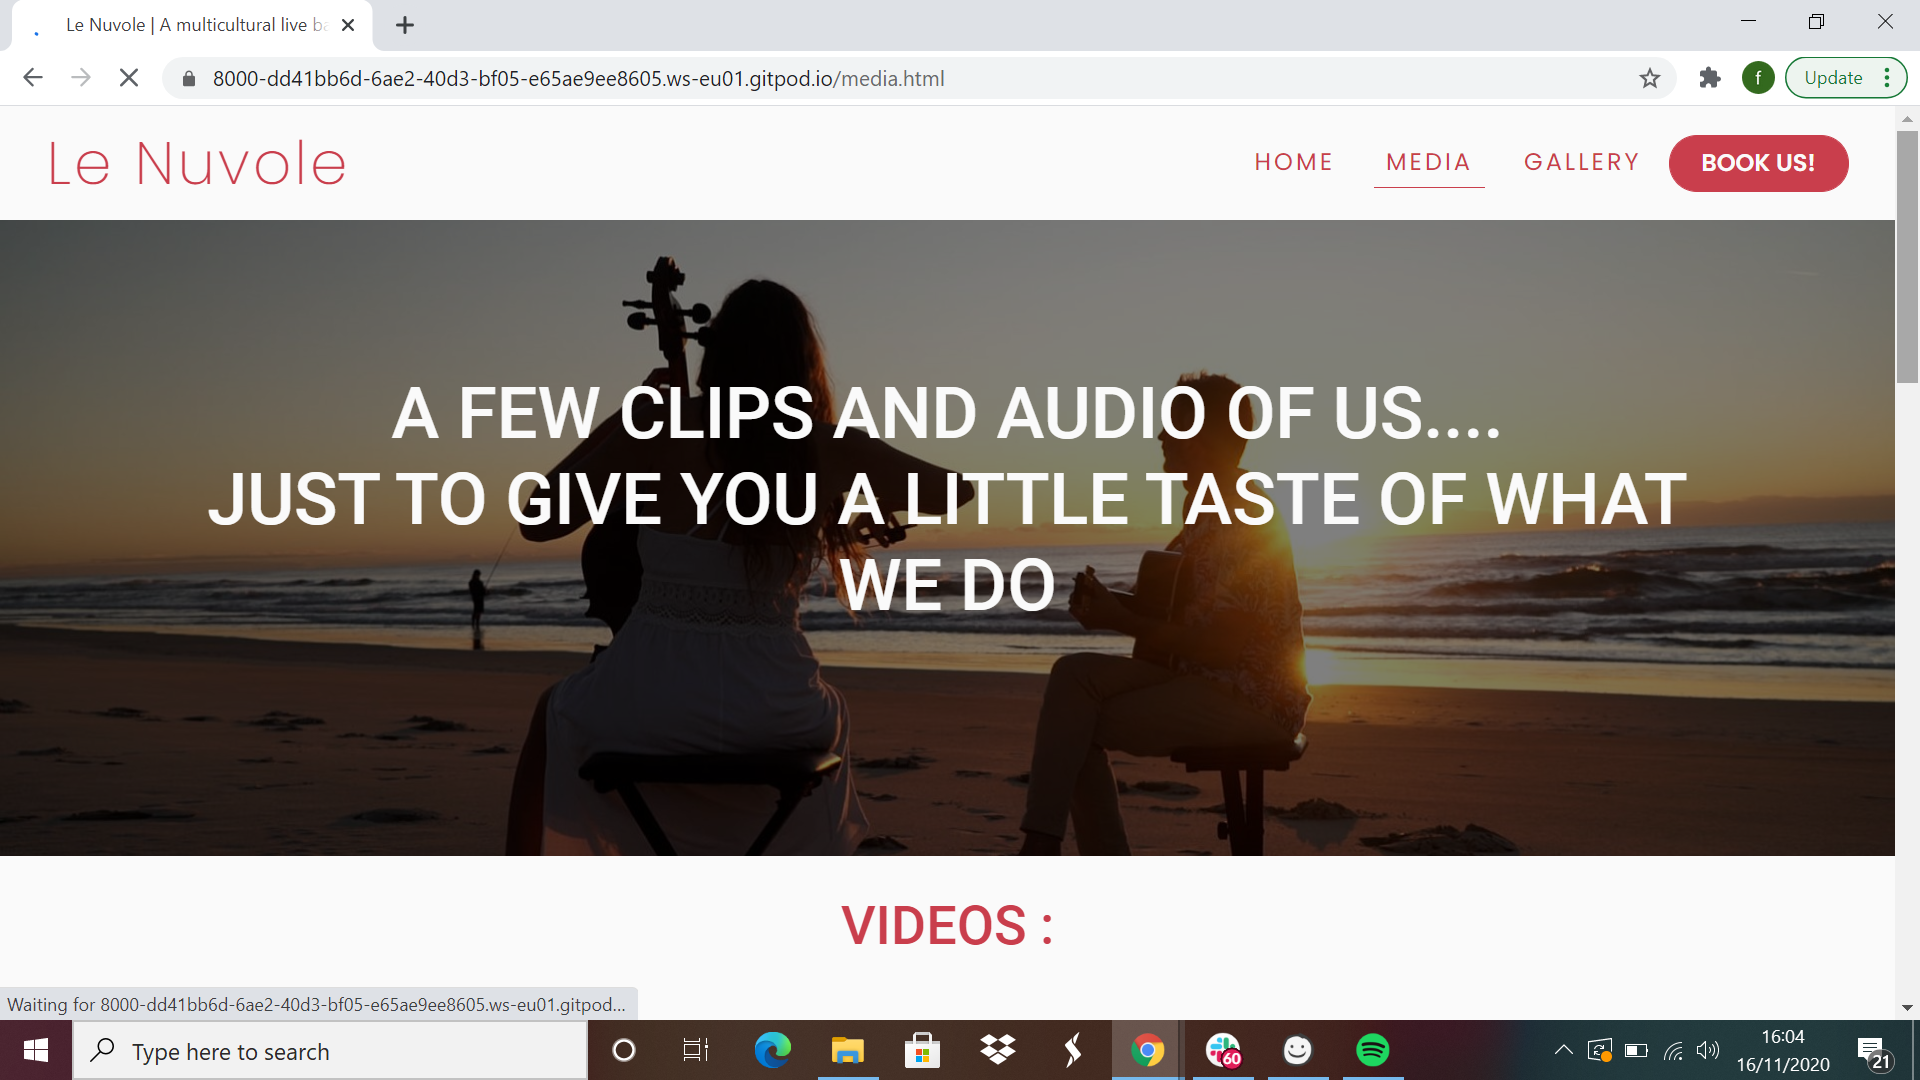 Le Nuvole | A multicultural live ba
8000-dd41bb6d-6ae2-40d3-bf05-e65ae9ee8605.ws-eu01.gitpod.io/media.html
f
Update
Le Nuvole
HOME
MEDIA
GALLERY
BOOK US!
A FEW CLIPS AND AUDIO OF US....
JUST TO GIVE YOU A LITTLE TASTE OF WHAT
WE DO
VIDEOS :
Waiting for 8000-dd41bb6d-6ae2-40d3-bf05-e65ae9ee8605.ws-eu01.gitpod...
Type here to search
60
16:04
16/11/2020
21